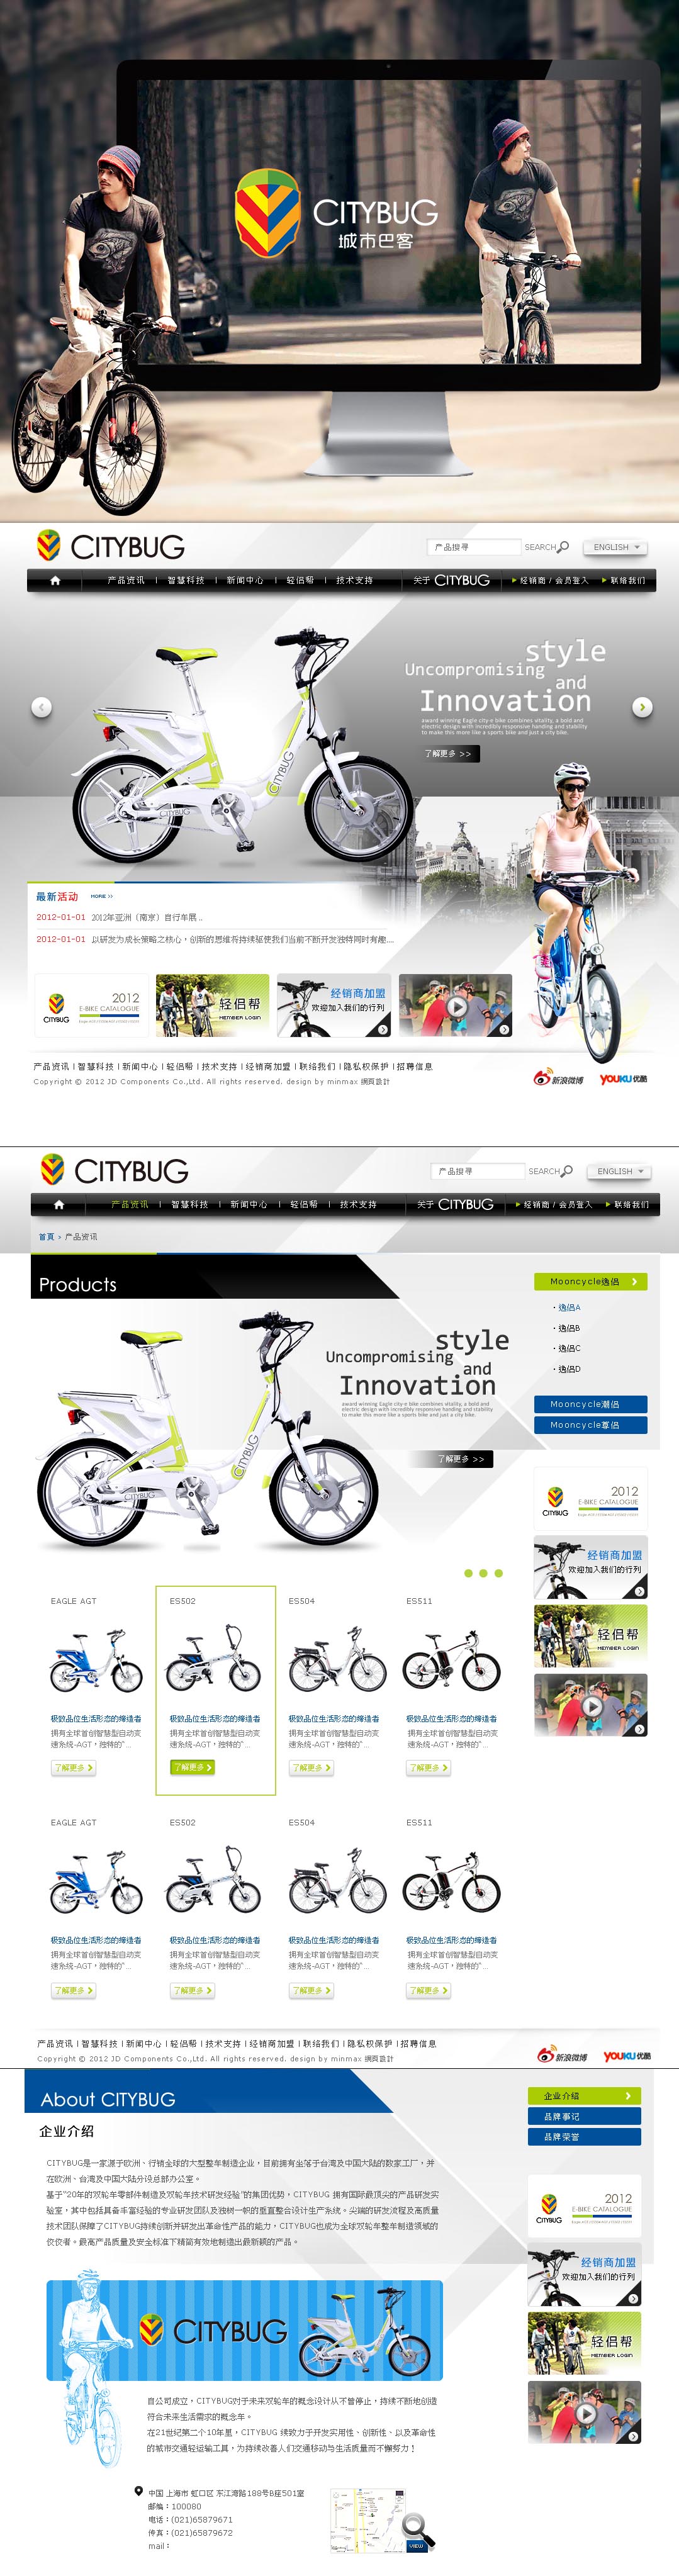 CITYBUG
城市巴客
CITYBUG
产品搜寻
SEARCH
ENGLISH
产品资讯 | 智慧科技 | 新闻中心 | 轻侣帮 | 技术支持
关于 CITYBUG
经销商 / 会员登入
联络我们
style
Uncompromising
and
Innovation
award winning Eagle city e bike combines vitality, a bold and
electric design with incredibly responsive handing and stability
to make this more like a sports bike and just a city bike.
了解更多 >>
CITYBUG
CITYBUG
最新活动
MORE >>
2012-01-01 2012年亚洲（南京）自行车展...
2012-01-01 以研发为成长策略之核心，创新的思维将持续驱使我们当前不断开发独特同时有趣....
CITYBUG
2012
E-BIKE CATALOGUE
轻侣帮
MEMBER LOGIN
经销商加盟
欢迎加入我们的行列
产品资讯 | 智慧科技 | 新闻中心 | 轻侣帮 | 技术支持 | 经销商加盟 | 联络我们 | 隐私权保护 | 招聘信息
Copyright © 2012 JD Components Co.,Ltd. All rights reserved. design by minmax 網頁設計
新浪微博
YOUKU 优酷
CITYBUG
产品搜寻
SEARCH
ENGLISH
产品资讯 | 智慧科技 | 新闻中心 | 轻侣帮 | 技术支持
关于 CITYBUG
经销商 / 会员登入
联络我们
首頁 > 产品资讯
Products
Mooncycle逸侣
· 逸侣A
· 逸侣B
· 逸侣C
· 逸侣D
Mooncycle潮侣
Mooncycle享侣
style
Uncompromising
and
Innovation
award winning Eagle city e bike combines vitality, a bold and
electric design with incredibly responsive handing and stability
to make this more like a sports bike and just a city bike.
了解更多 >>
CITYBUG
CITYBUG
CITYBUG
2012
E-BIKE CATALOGUE
经销商加盟
欢迎加入我们的行列
轻侣帮
MEMBER LOGIN
EAGLE AGT
ES502
ES504
ES511
极致品位生活形态的缔造者
拥有全球首创智慧型自动变
速系统-AGT，独特的" ...
了解更多
极致品位生活形态的缔造者
拥有全球首创智慧型自动变
速系统-AGT，独特的" ...
了解更多
极致品位生活形态的缔造者
拥有全球首创智慧型自动变
速系统-AGT，独特的" ...
了解更多
极致品位生活形态的缔造者
拥有全球首创智慧型自动变
速系统-AGT，独特的" ...
了解更多
EAGLE AGT
ES502
ES504
ES511
极致品位生活形态的缔造者
拥有全球首创智慧型自动变
速系统-AGT，独特的" ...
了解更多
极致品位生活形态的缔造者
拥有全球首创智慧型自动变
速系统-AGT，独特的" ...
了解更多
极致品位生活形态的缔造者
拥有全球首创智慧型自动变
速系统-AGT，独特的" ...
了解更多
极致品位生活形态的缔造者
拥有全球首创智慧型自动变
速系统-AGT，独特的" ...
了解更多
产品资讯 | 智慧科技 | 新闻中心 | 轻侣帮 | 技术支持 | 经销商加盟 | 联络我们 | 隐私权保护 | 招聘信息
Copyright © 2012 JD Components Co.,Ltd. All rights reserved. design by minmax 網頁設計
新浪微博
YOUKU 优酷
About CITYBUG
企业介绍
品牌事记
品牌荣誉
企业介绍
CITYBUG是一家源于欧洲、行销全球的大型整车制造企业，目前拥有坐落于台湾及中国大陆的数家工厂，并
在欧洲、台湾及中国大陆分设总部办公室。
基于"20年的双轮车零部件制造及双轮车技术研发经验"的集团优势，CITYBUG 拥有国际最顶尖的产品研发实
验室，其中包括具备丰富经验的专业研发团队及独树一帜的垂直整合设计生产系统。尖端的研发流程及高质量
技术团队保障了CITYBUG持续创新并研发出革命性产品的能力，CITYBUG也成为全球双轮车整车制造领域的
佼佼者。最高产品质量及安全标准下精简有效地制造出最新颖的产品。
CITYBUG
2012
E-BIKE CATALOGUE
经销商加盟
欢迎加入我们的行列
轻侣帮
MEMBER LOGIN
CITYBUG
自公司成立，CITYBUG对于未来双轮车的概念设计从不曾停止，持续不断地创造
符合未来生活需求的概念车。
在21世纪第二个10年里，CITYBUG 续致力于开发实用性、创新性、以及革命性
的城市交通轻运输工具，为持续改善人们交通移动与生活质量而不懈努力！
中国 上海市 虹口区 东江湾路188号B座501室
邮编：100080
电话：(021)65879671
传真：(021)65879672
mail：
VIEW